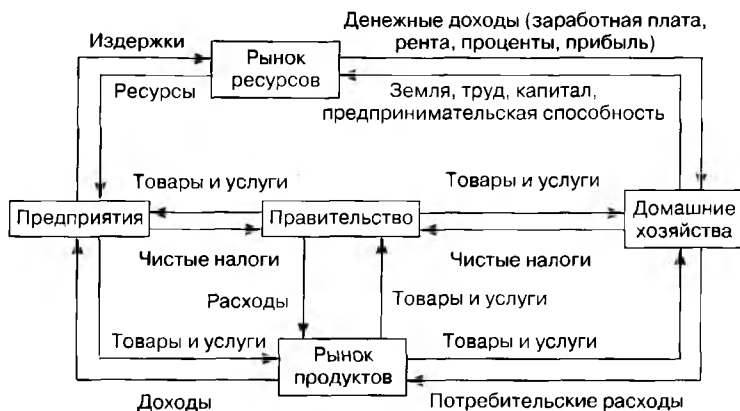 Денежные доходы (заработная плата,
рента, проценты, прибыль)
Издержки
Рынок
ресурсов
Ресурсы
Земля, труд, капитал,
предпринимательская способность
Товары и услуги
Товары и услуги
Предприятия
Правительство
Домашние
хозяйства
Чистые налоги
Чистые налоги
Расходы
Товары и услуги
Товары и услуги
Рынок
продуктов
Товары и услуги
Доходы
Потребительские расходы